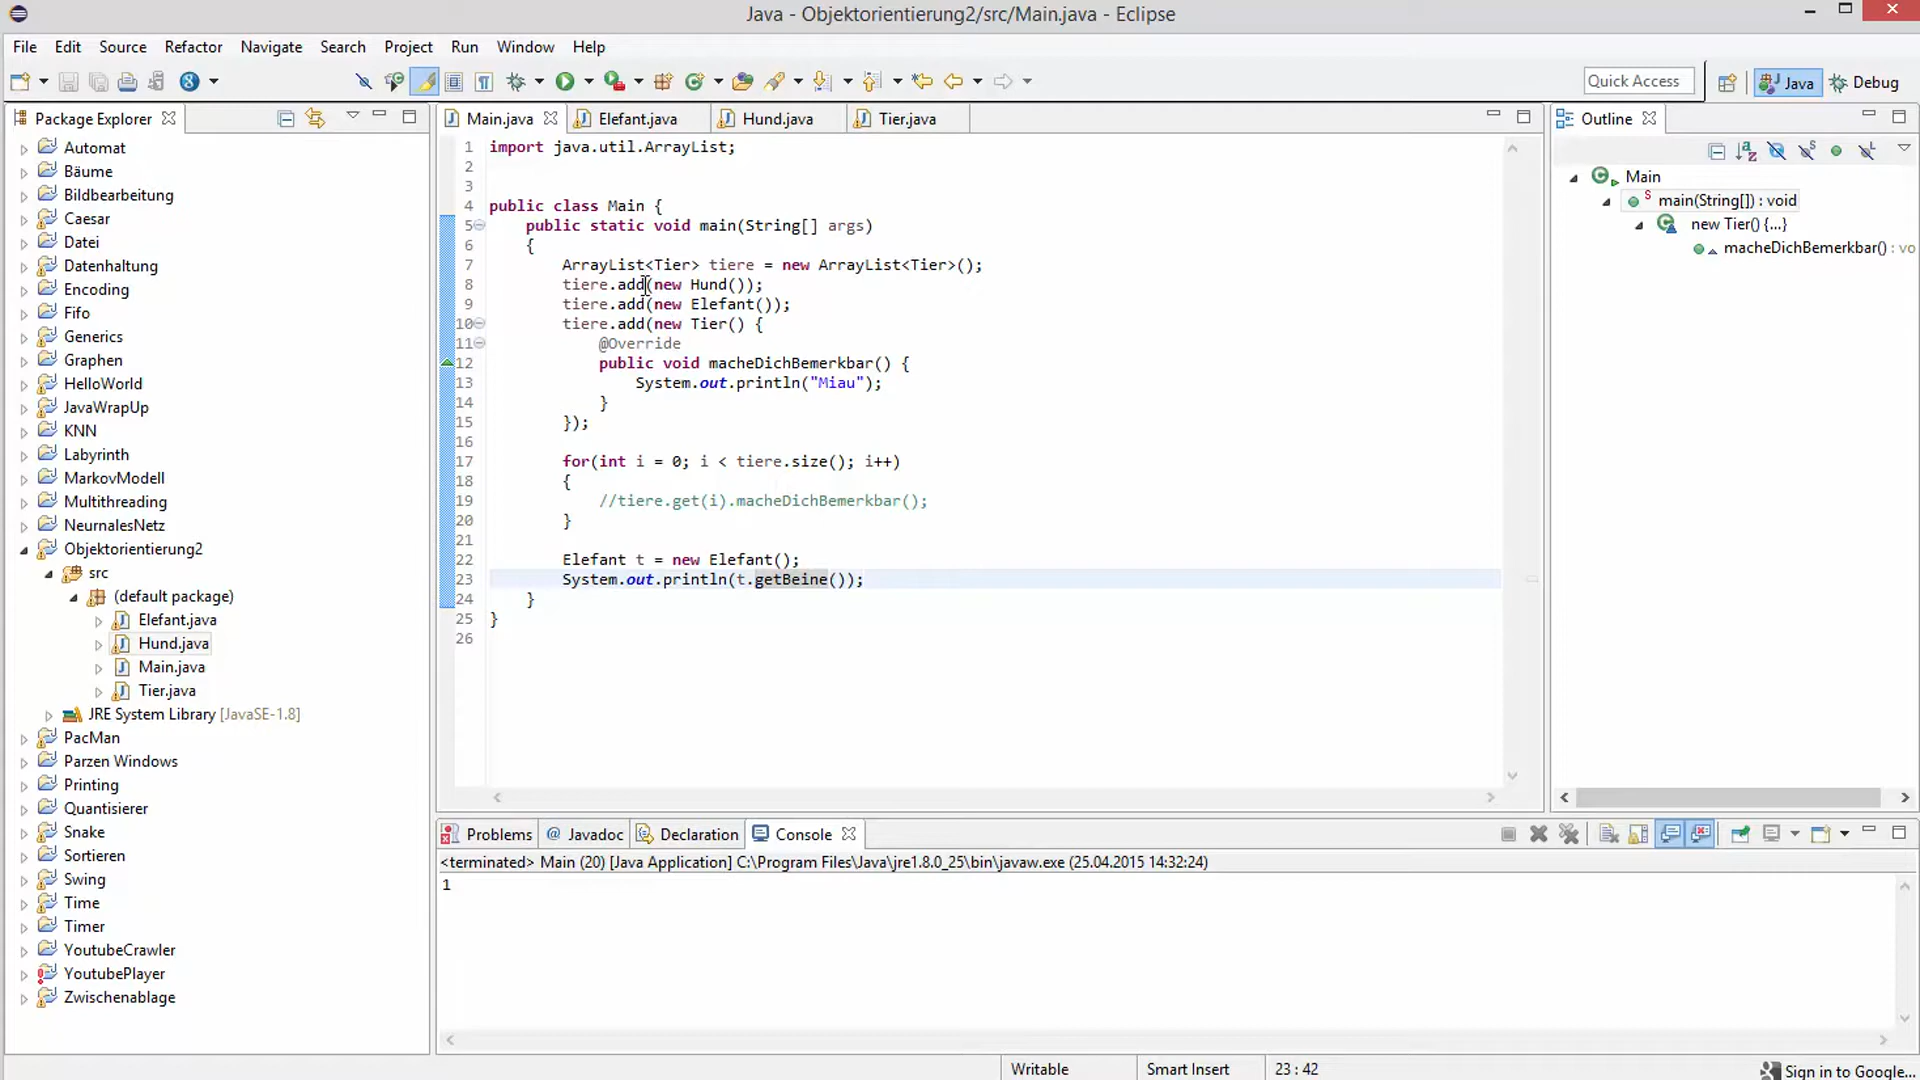 Java - Objektorientierung2/src/Main.java - Eclipse
File Edit Source Refactor Navigate Search Project Run Window Help
Quick Access Java Debug
Package Explorer
Automat
Bäume
Bildbearbeitung
Caesar
Datei
Datenhaltung
Encoding
Fifo
Generics
Graphen
HelloWorld
JavaWrapUp
KNN
Labyrinth
MarkovModell
Multithreading
NeurnalesNetz
Objektorientierung2
src
(default package)
Elefant.java
Hund.java
Main.java
Tier.java
JRE System Library [JavaSE-1.8]
PacMan
Parzen Windows
Printing
Quantisierer
Snake
Sortieren
Swing
Time
Timer
YoutubeCrawler
YoutubePlayer
Zwischenablage
Main.java Elefant.java Hund.java Tier.java
1 import java.util.ArrayList;
2
3
4 public class Main {
5 public static void main(String[] args)
6 {
7 ArrayList<Tier> tiere = new ArrayList<Tier>();
8 tiere.add(new Hund());
9 tiere.add(new Elefant());
10 tiere.add(new Tier() {
11 @Override
12 public void macheDichBemerkbar() {
13 System.out.println("Miau");
14 }
15 });
16
17 for(int i = 0; i < tiere.size(); i++)
18 {
19 //tiere.get(i).macheDichBemerkbar();
20 }
21
22 Elefant t = new Elefant();
23 System.out.println(t.getBeine());
24 }
25 }
26
Outline
Main
main(String[]) : void
new Tier() {...}
macheDichBemerkbar() : vo
Problems @ Javadoc Declaration Console
<terminated> Main (20) [Java Application] C:\Program Files\Java\jre1.8.0_25\bin\javaw.exe (25.04.2015 14:32:24)
1
Writable Smart Insert 23 : 42 Sign in to Google...